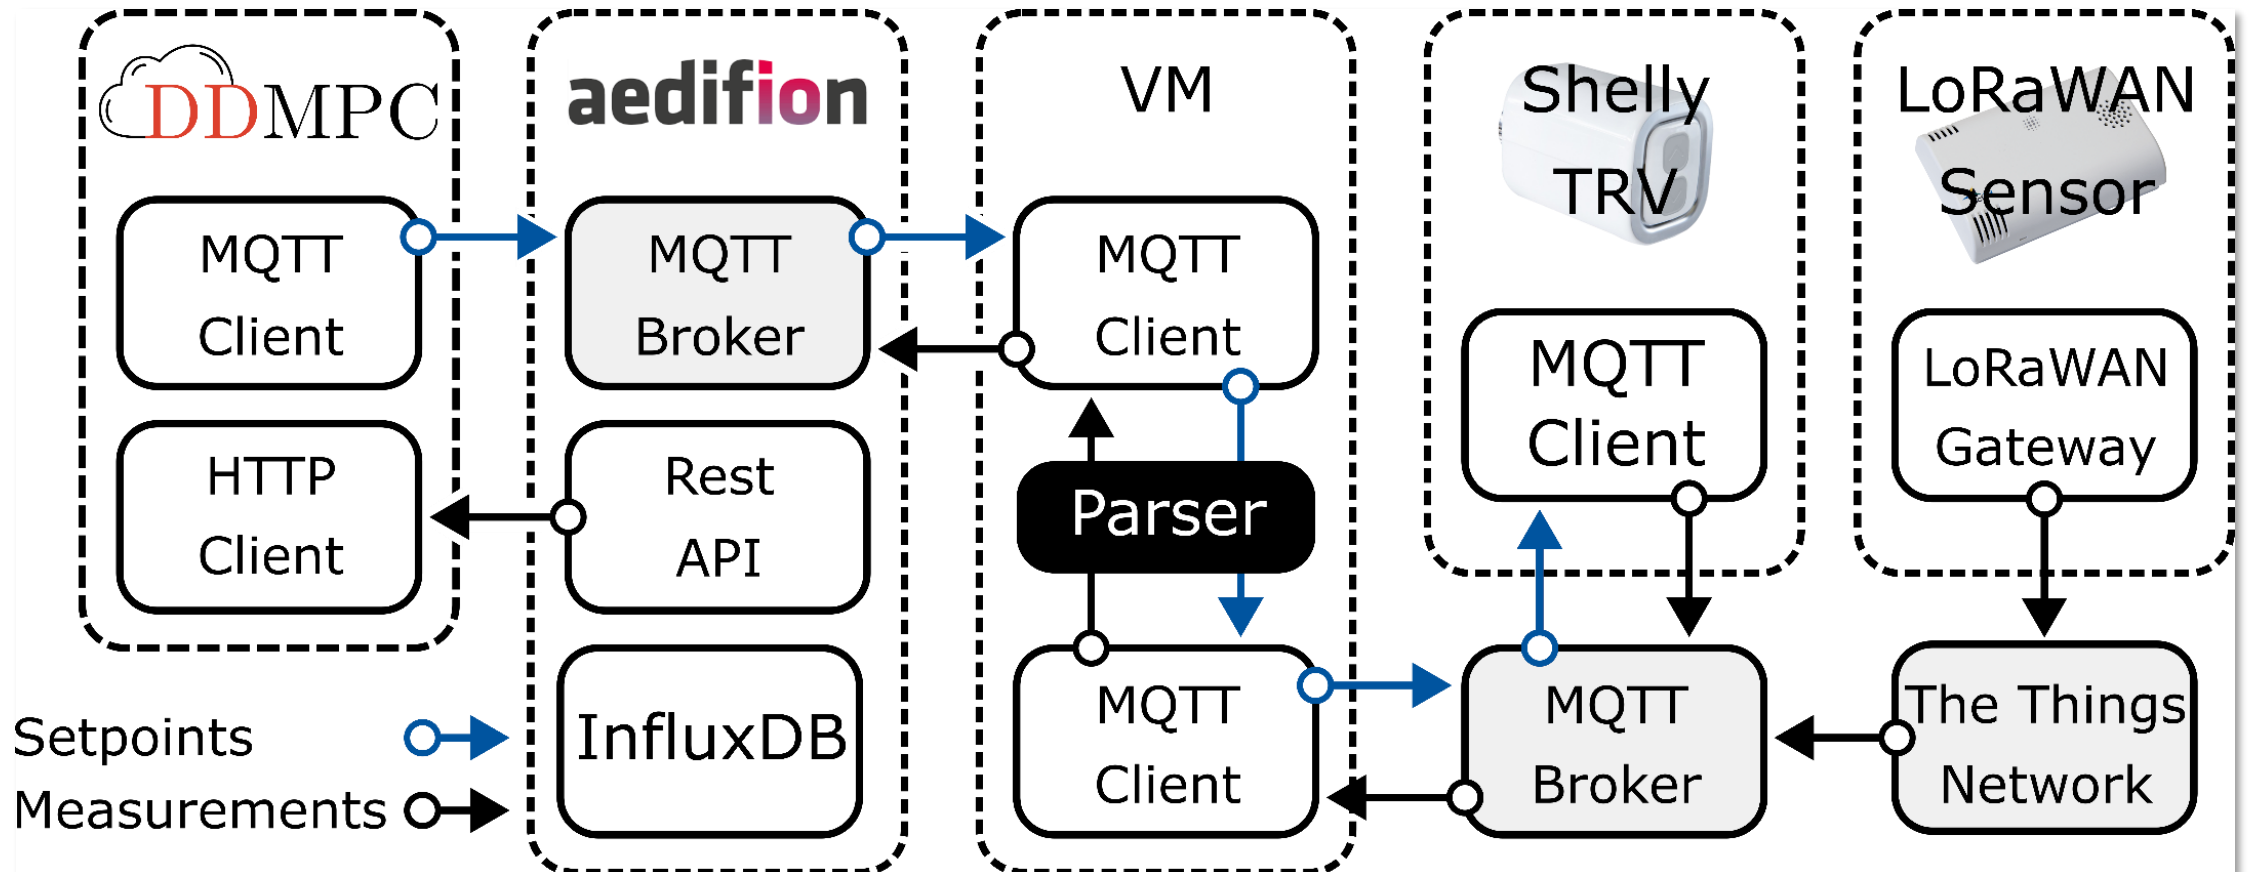 DDMPC
MQTT
Client
HTTP
Client
Setpoints
Measurements
aedifion
MQTT
Broker
Rest
API
InfluxDB
VM
MQTT
Client
Parser
MQTT
Client
Shelly
TRV
MQTT
Client
MQTT
Broker
LoRaWAN
Sensor
LoRaWAN
Gateway
The Things
Network